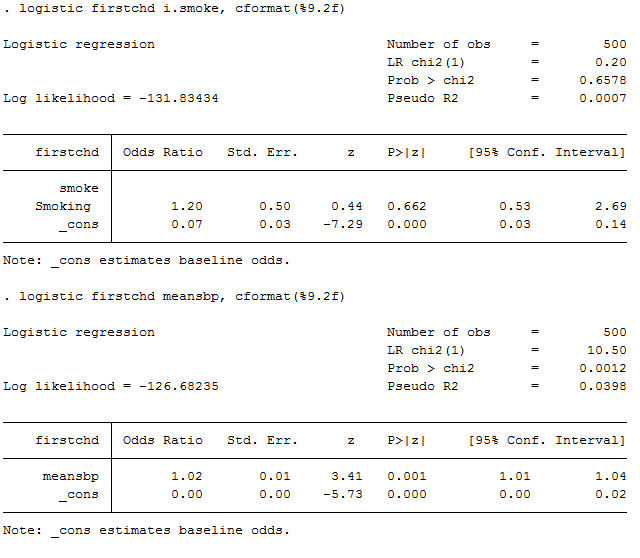 . logistic firstchd i.smoke, cformat(%9.2f)
Logistic regression Number of obs = 500
LR chi2(1) = 0.20
Prob > chi2 = 0.6578
Log likelihood = -131.83434 Pseudo R2 = 0.0007
firstchd Odds Ratio Std. Err. z P>|z| [95% Conf. Interval]
smoke
Smoking 1.20 0.50 0.44 0.662 0.53 2.69
_cons 0.07 0.03 -7.29 0.000 0.03 0.14
Note: _cons estimates baseline odds.
. logistic firstchd meansbp, cformat(%9.2f)
Logistic regression Number of obs = 500
LR chi2(1) = 10.50
Prob > chi2 = 0.0012
Log likelihood = -126.68235 Pseudo R2 = 0.0398
firstchd Odds Ratio Std. Err. z P>|z| [95% Conf. Interval]
meansbp 1.02 0.01 3.41 0.001 1.01 1.04
_cons 0.00 0.00 -5.73 0.000 0.00 0.02
Note: _cons estimates baseline odds.